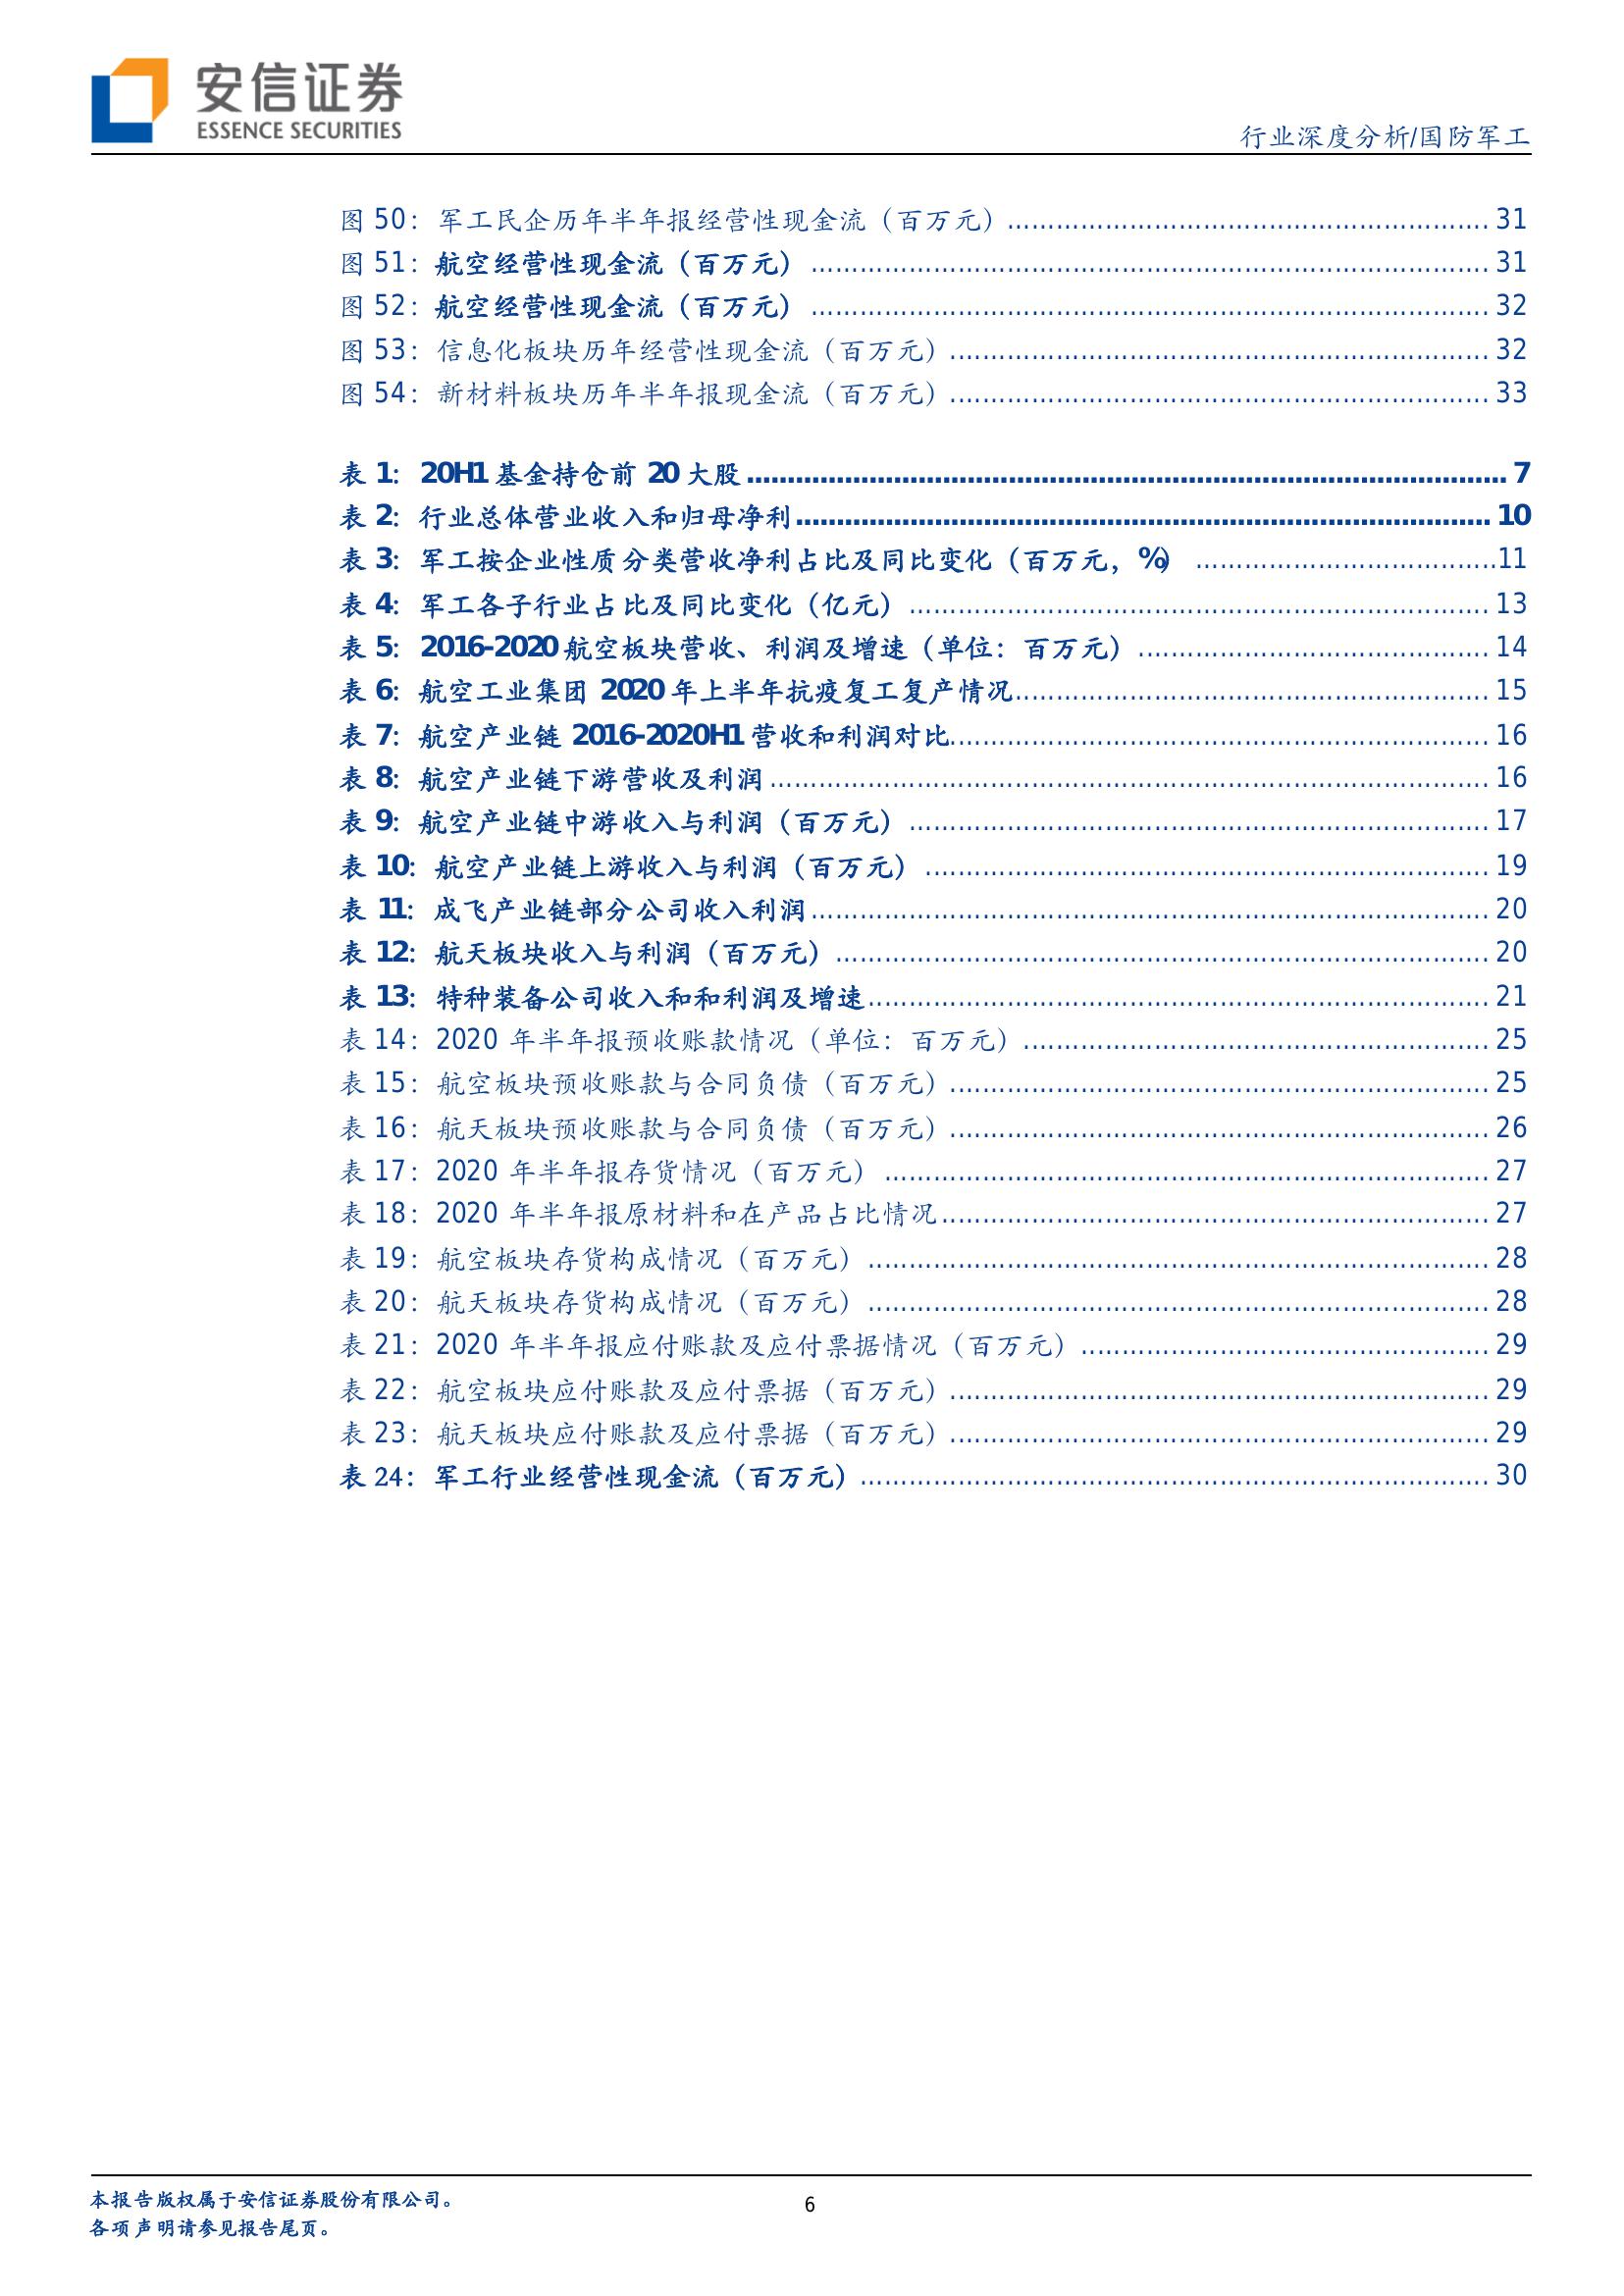 安信证券
ESSENCE SECURITIES
行业深度分析/国防军工
图 50：军工民企历年半年报经营性现金流（百万元）........................................................ 31
图 51：航空经营性现金流（百万元）........................................................ 31
图 52：航空经营性现金流（百万元）........................................................ 32
图 53：信息化板块历年经营性现金流（百万元）........................................................ 32
图 54：新材料板块历年半年报现金流（百万元）........................................................ 33
表 1：20H1 基金持仓前 20 大股........................................................ 7
表 2：行业总体营业收入和归母净利........................................................ 10
表 3：军工按企业性质分类营收净利占比及同比变化（百万元，%）........................................................11
表 4：军工各子行业占比及同比变化（亿元）........................................................ 13
表 5：2016-2020 航空板块营收、利润及增速（单位：百万元）........................................................ 14
表 6：航空工业集团 2020 年上半年抗疫复工复产情况........................................................ 15
表 7：航空产业链 2016-2020H1 营收和利润对比........................................................ 16
表 8：航空产业链下游营收及利润........................................................ 16
表 9：航空产业链中游收入与利润（百万元）........................................................ 17
表 10：航空产业链上游收入与利润（百万元）........................................................ 19
表 11：成飞产业链部分公司收入利润........................................................ 20
表 12：航天板块收入与利润（百万元）........................................................ 20
表 13：特种装备公司收入和和利润及增速........................................................ 21
表 14：2020 年半年报预收账款情况（单位：百万元）........................................................ 25
表 15：航空板块预收账款与合同负债（百万元）........................................................ 25
表 16：航天板块预收账款与合同负债（百万元）........................................................ 26
表 17：2020 年半年报存货情况（百万元）........................................................ 27
表 18：2020 年半年报原材料和在产品占比情况........................................................ 27
表 19：航空板块存货构成情况（百万元）........................................................ 28
表 20：航天板块存货构成情况（百万元）........................................................ 28
表 21：2020 年半年报应付账款及应付票据情况（百万元）........................................................ 29
表 22：航空板块应付账款及应付票据（百万元）........................................................ 29
表 23：航天板块应付账款及应付票据（百万元）........................................................ 29
表 24：军工行业经营性现金流（百万元）........................................................ 30
本报告版权属于安信证券股份有限公司。
各项声明请参见报告尾页。
6